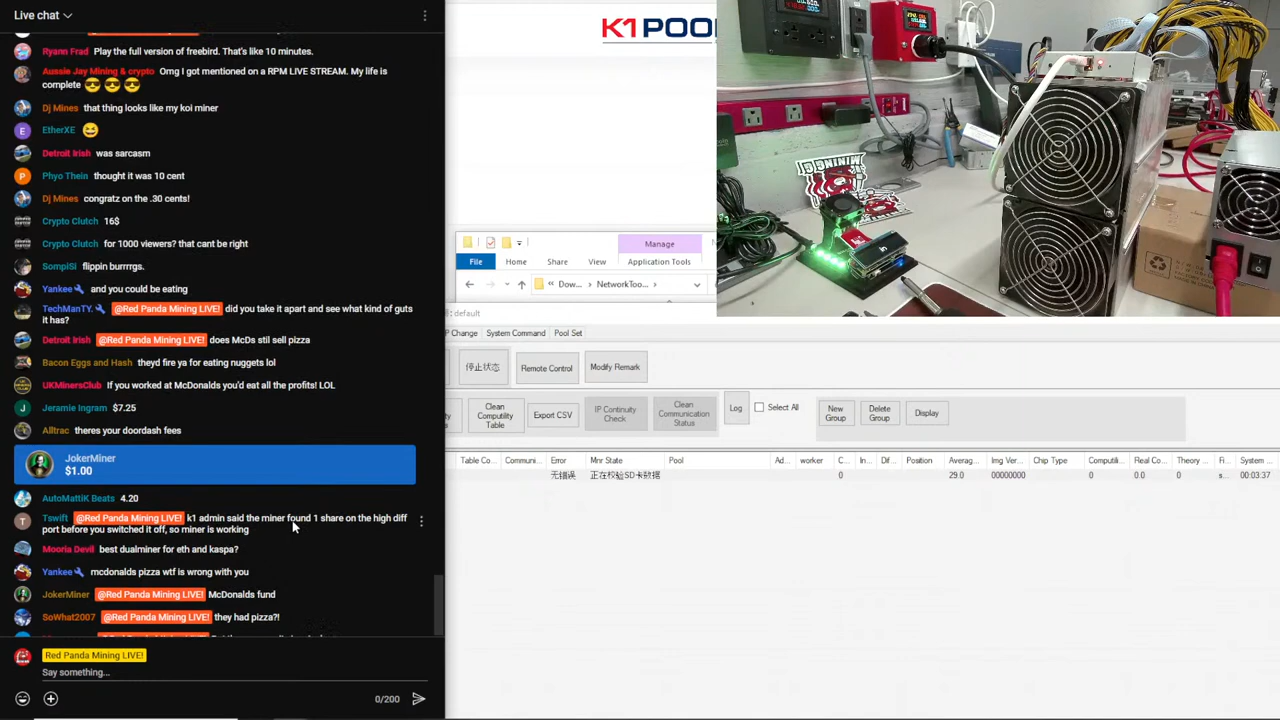 Live chat
Ryann Frad Play the full version of freebird. That's like 10 minutes.
Aussie Jay Mining & crypto Omg I got mentioned on a RPM LIVE STREAM. My life is
complete
Dj Mines that thing looks like my koi miner
E EtherXE
Detroit Irish was sarcasm
P Phyo Thein thought it was 10 cent
Dj Mines congratz on the .30 cents!
Crypto Clutch 16$
Crypto Clutch for 1000 viewers? that cant be right
SompiSi flippin burrrrgs.
Yankee and you could be eating
TechManTY. @Red Panda Mining LIVE! did you take it apart and see what kind of guts
it has?
Detroit Irish @Red Panda Mining LIVE! does McDs stil sell pizza
Bacon Eggs and Hash theyd fire ya for eating nuggets lol
UKMinersClub If you worked at McDonalds you'd eat all the profits! LOL
J Jeramie Ingram $7.25
Alltrac theres your doordash fees
JokerMiner
$1.00
AutoMattiK Beats 4.20
T Tswift @Red Panda Mining LIVE! k1 admin said the miner found 1 share on the high diff
port before you switched it off, so miner is working
Mooria Devil best dualminer for eth and kaspa?
Yankee mcdonalds pizza wtf is wrong with you
JokerMiner @Red Panda Mining LIVE! McDonalds fund
SoWhat2007 @Red Panda Mining LIVE! they had pizza?!
Red Panda Mining LIVE!
Say something...
0/200
K1POOL
Manage
File Home Share View Application Tools
« Dow... › NetworkToo... ›
: default
P Change System Command Pool Set
停止状态 Remote Control Modify Remark
Clean
Computility
Table
Export CSV
IP Continuity
Check
Clean
Communication
Status
Log
Select All
New
Group
Delete
Group
Display
Table Co... Communi... Error Mnr State Pool Ad... worker C... In... Dif... Position Averag... Img Ver... Chip Type Computili... Real Co... Theory ... Fi... System ...
无错误 正在校验SD卡数据 0 29.0 00000000 0 0.0 0 s... 00:03:37